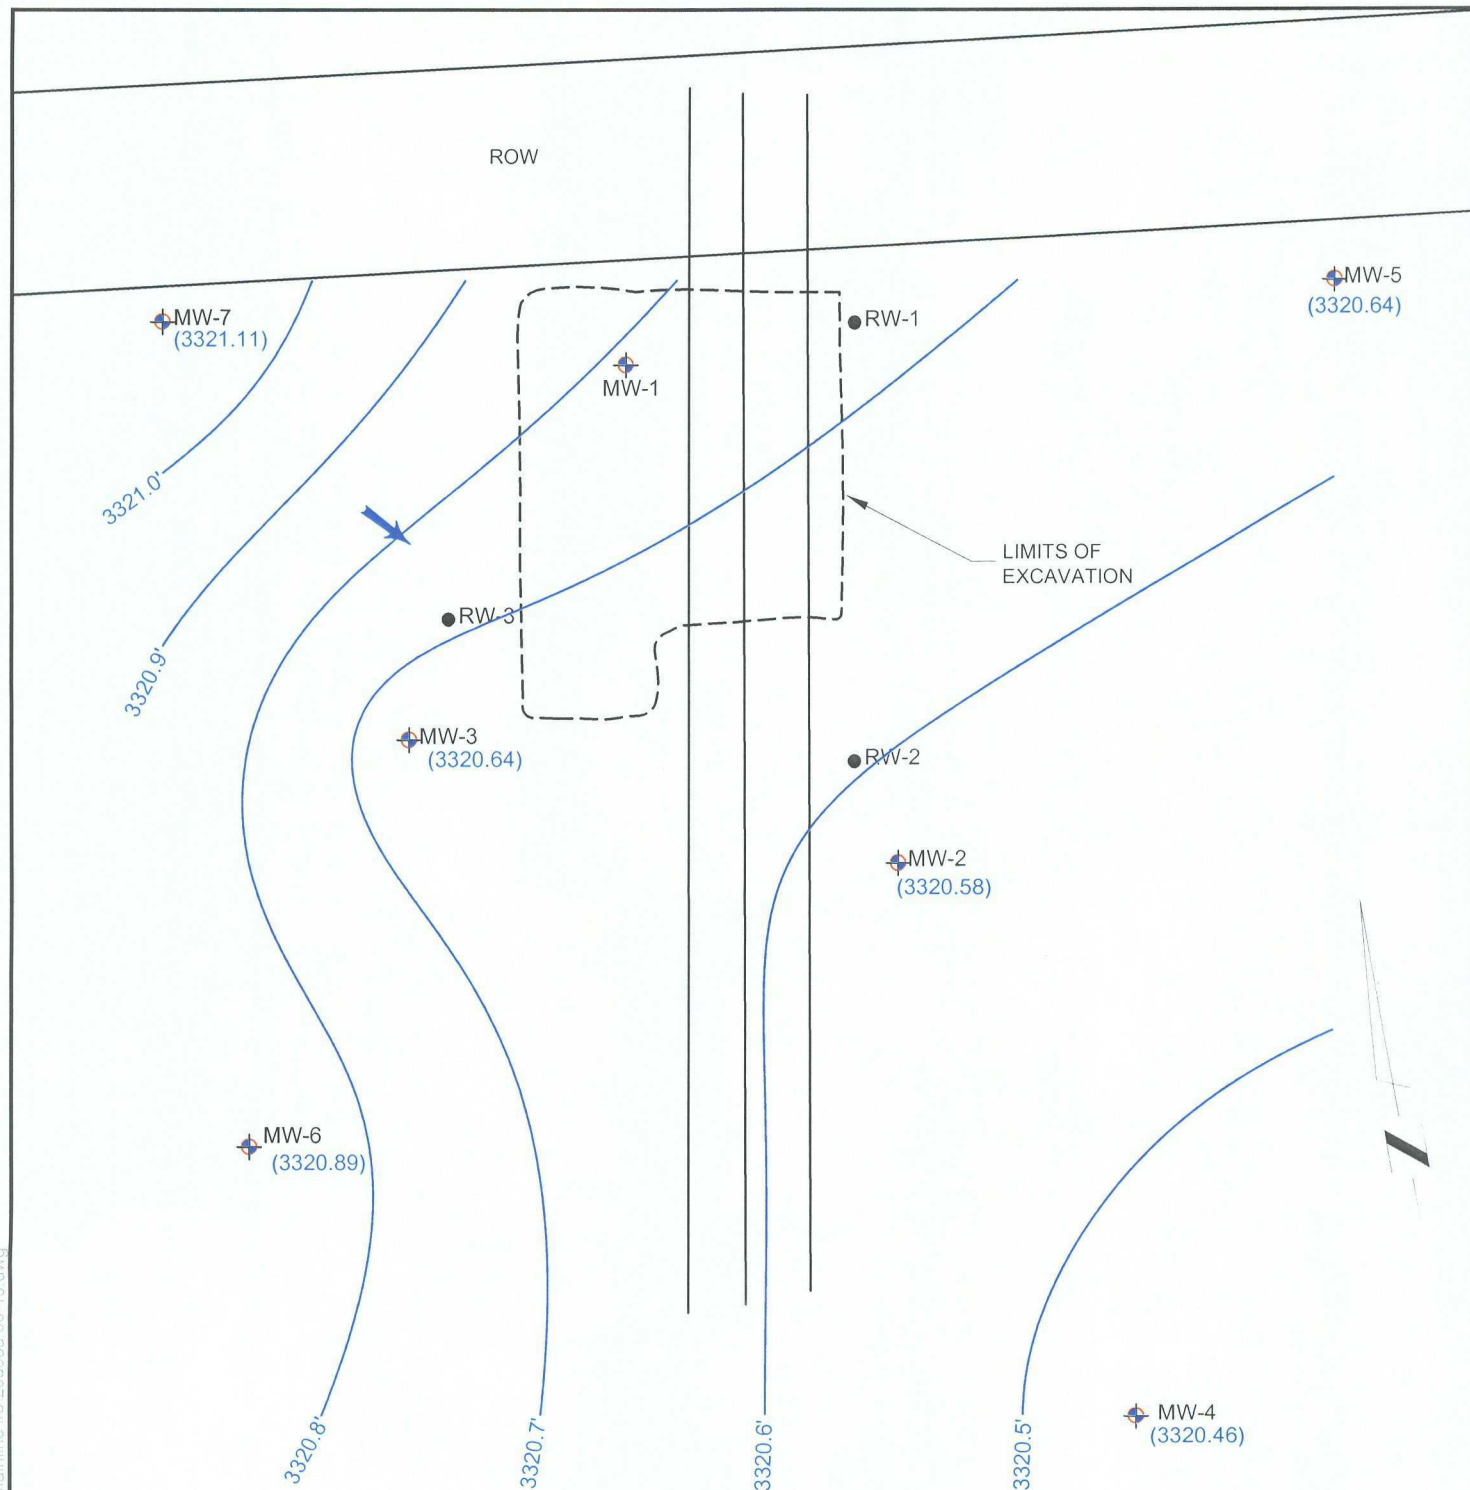 ROW
MW-5
(3320.64)
MW-7
(3321.11)
RW-1
MW-1
3321.0'
LIMITS OF
EXCAVATION
RW-3
3320.9'
MW-3
(3320.64)
RW-2
MW-2
(3320.58)
MW-6
(3320.89)
MW-4
(3320.46)
3320.8'
3320.7'
3320.6'
3320.5'